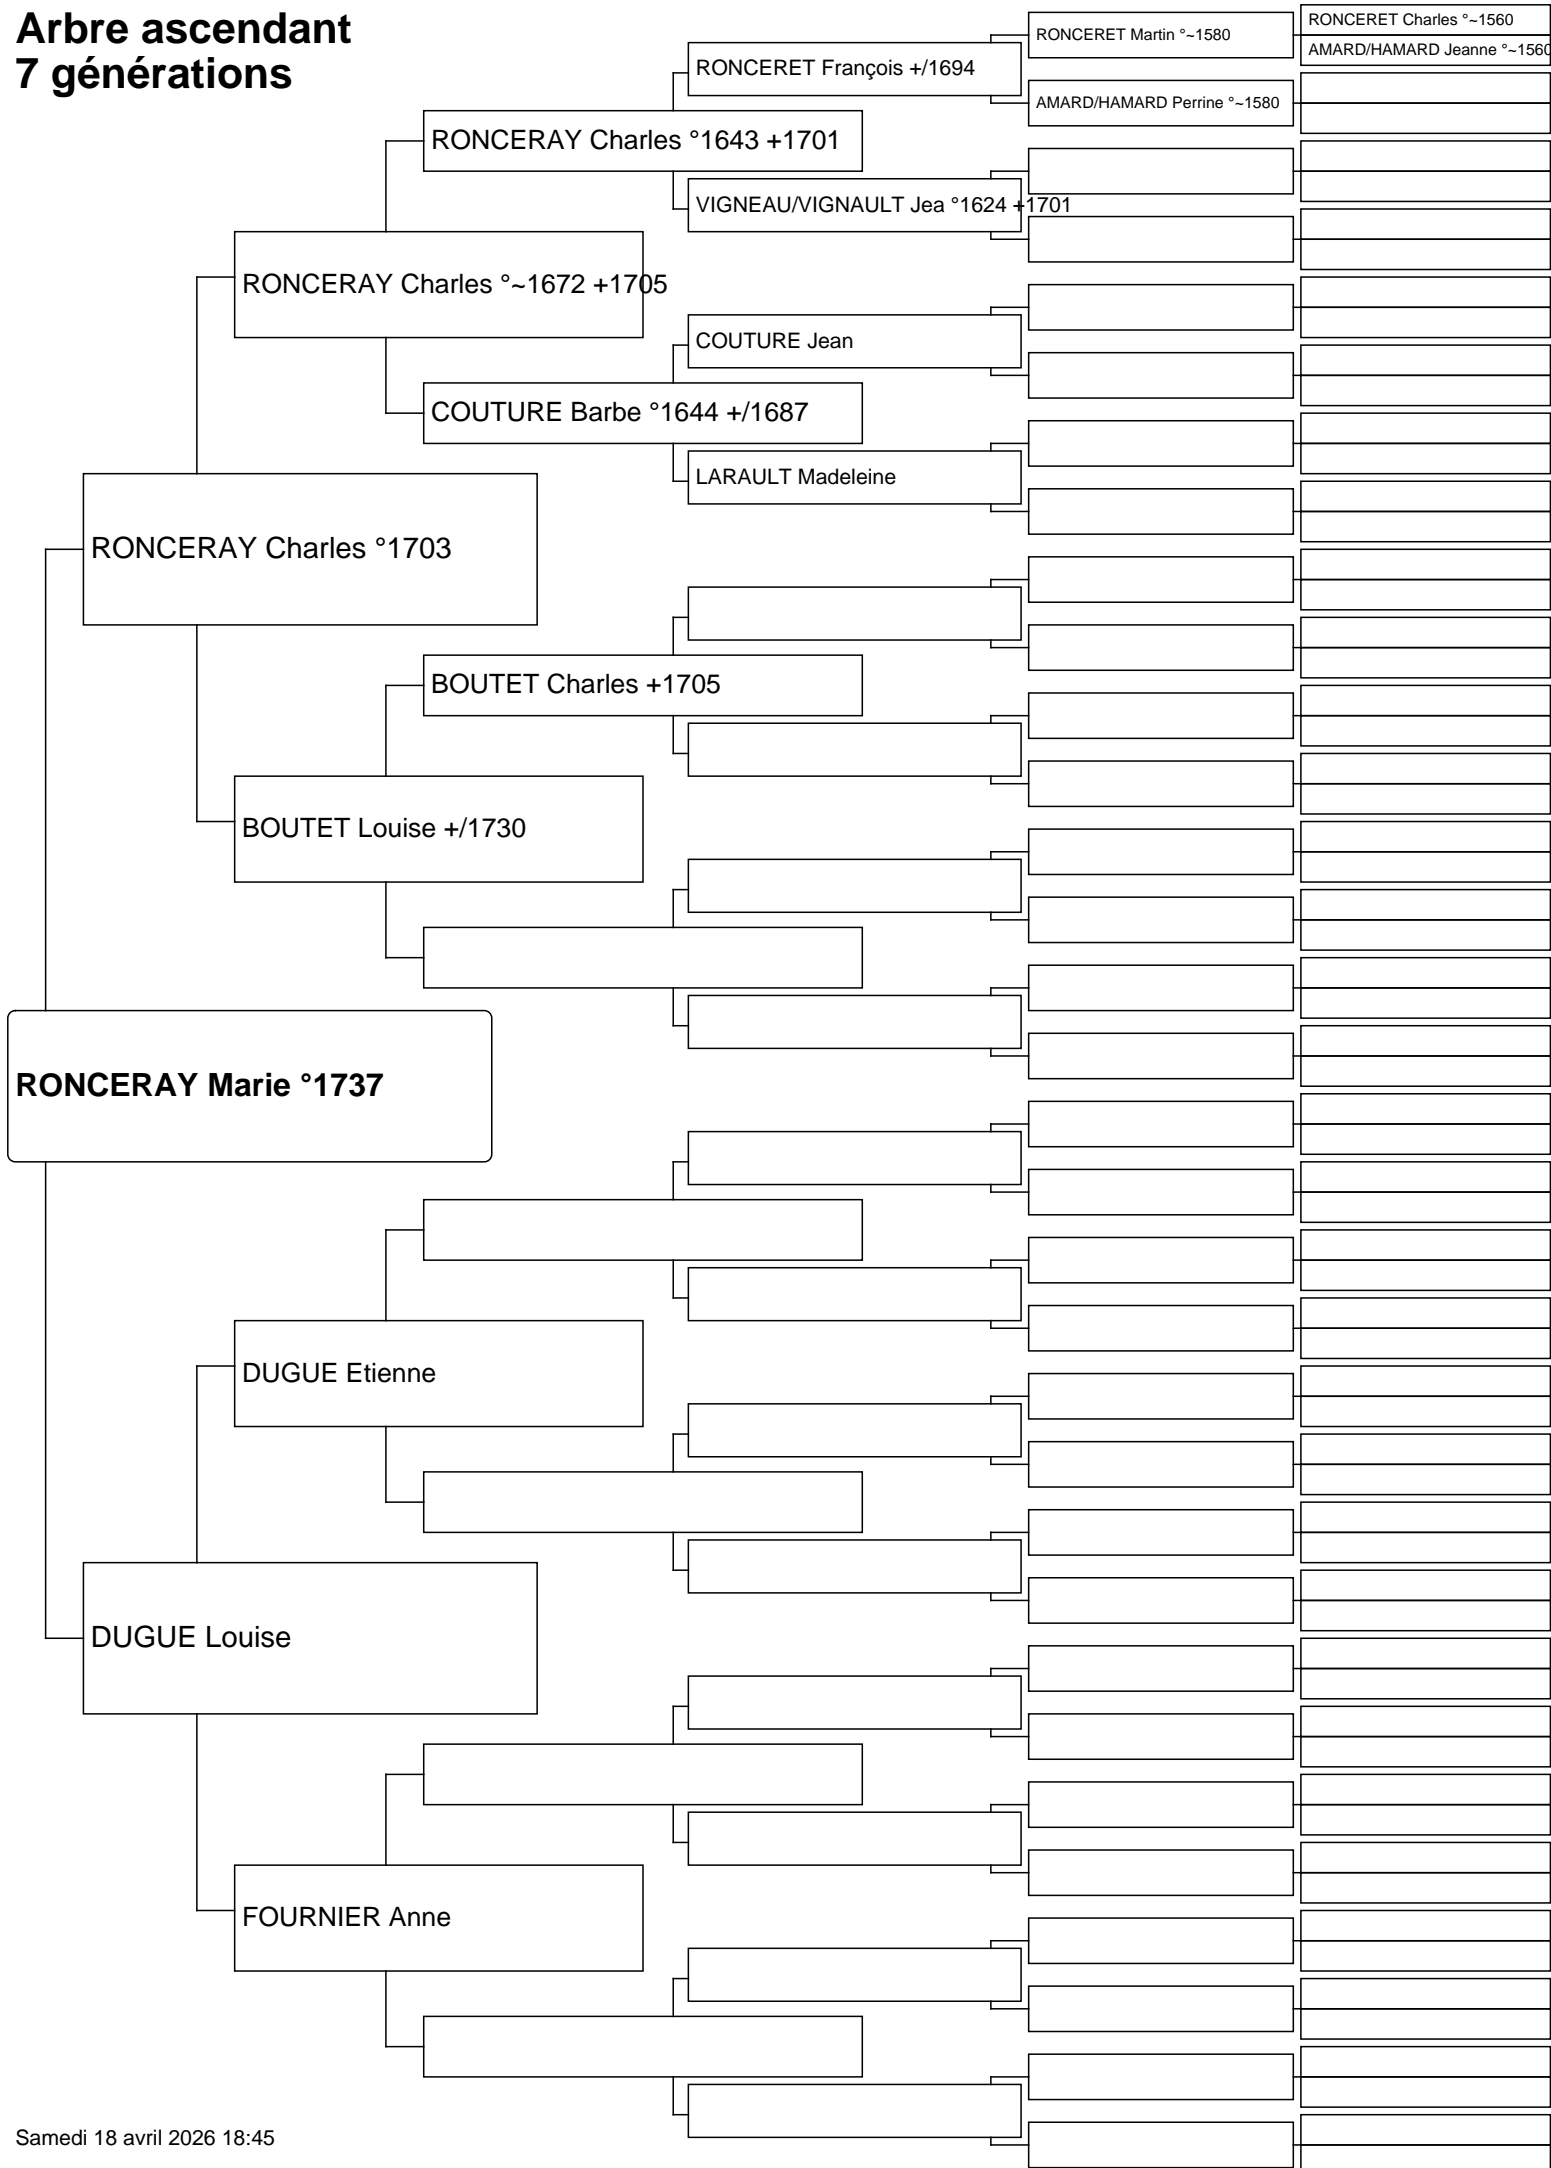 Arbre ascendant
7 générations
RONCERET Charles °~1560
AMARD/HAMARD Jeanne °~1560
RONCERET Martin °~1580
RONCERET François +/1694
AMARD/HAMARD Perrine °~1580
RONCERAY Charles °1643 +1701
VIGNEAU/VIGNAULT Jea °1624 +1701
RONCERAY Charles °~1672 +1705
COUTURE Jean
COUTURE Barbe °1644 +/1687
LARAULT Madeleine
RONCERAY Charles °1703
BOUTET Charles +1705
BOUTET Louise +/1730
RONCERAY Marie °1737
DUGUE Etienne
DUGUE Louise
FOURNIER Anne
Samedi 18 avril 2026 18:45